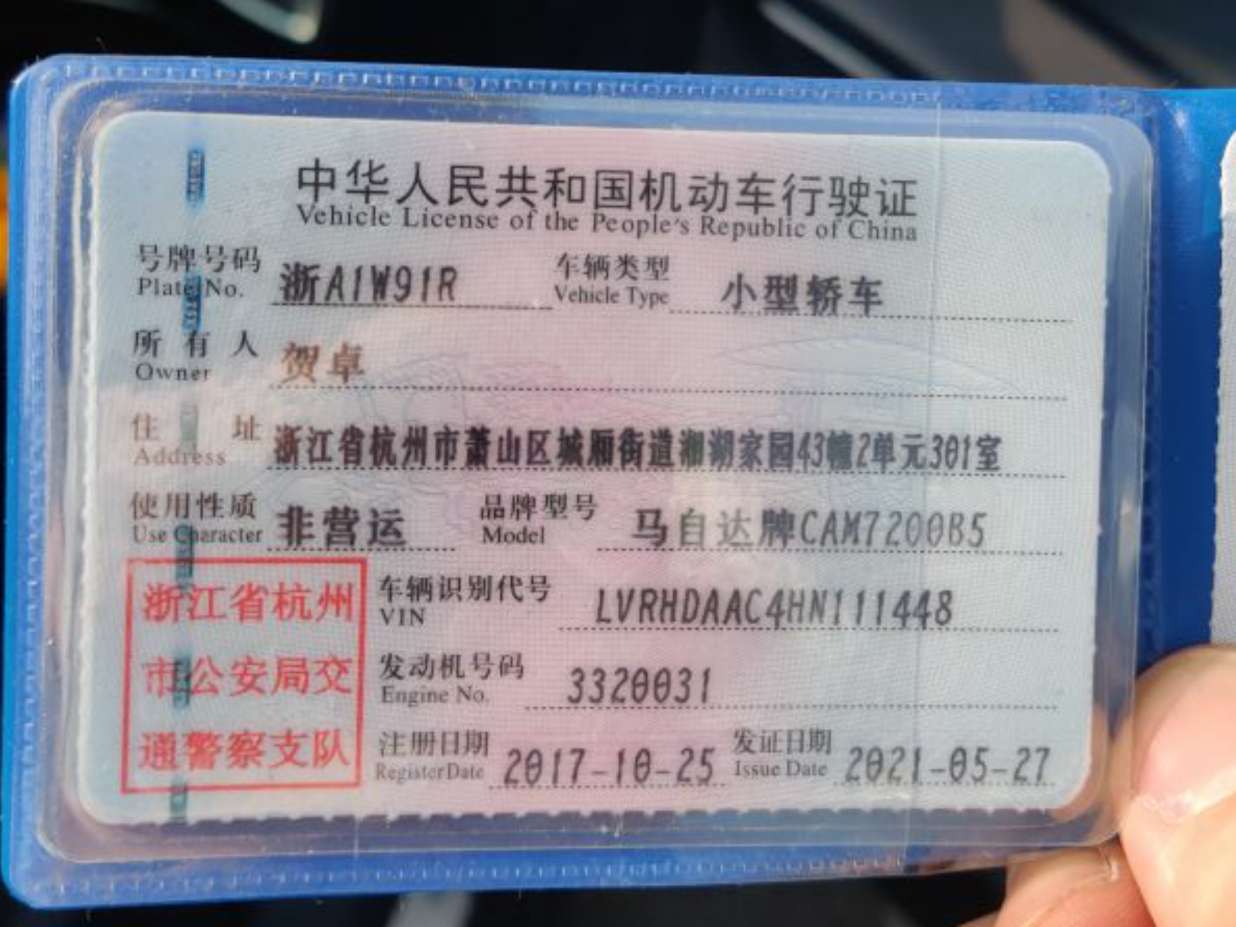 中华人民共和国机动车行驶证
Vehicle License of the People's Republic of China
号牌号码 浙A1W91R 车辆类型 小型轿车
Plate No. Vehicle Type
所有人 贺卓
Owner
住址 浙江省杭州市萧山区城厢街道湘湖家园43幢2单元301室
Address
使用性质 非营运 品牌型号 马自达牌CAM7200B5
Use Character Model
浙江省杭州
市公安局交
通警察支队
车辆识别代号 LVRHDAAC4HN111448
VIN
发动机号码 3320031
Engine No.
注册日期 2017-10-25 发证日期 2021-05-27
Register Date Issue Date